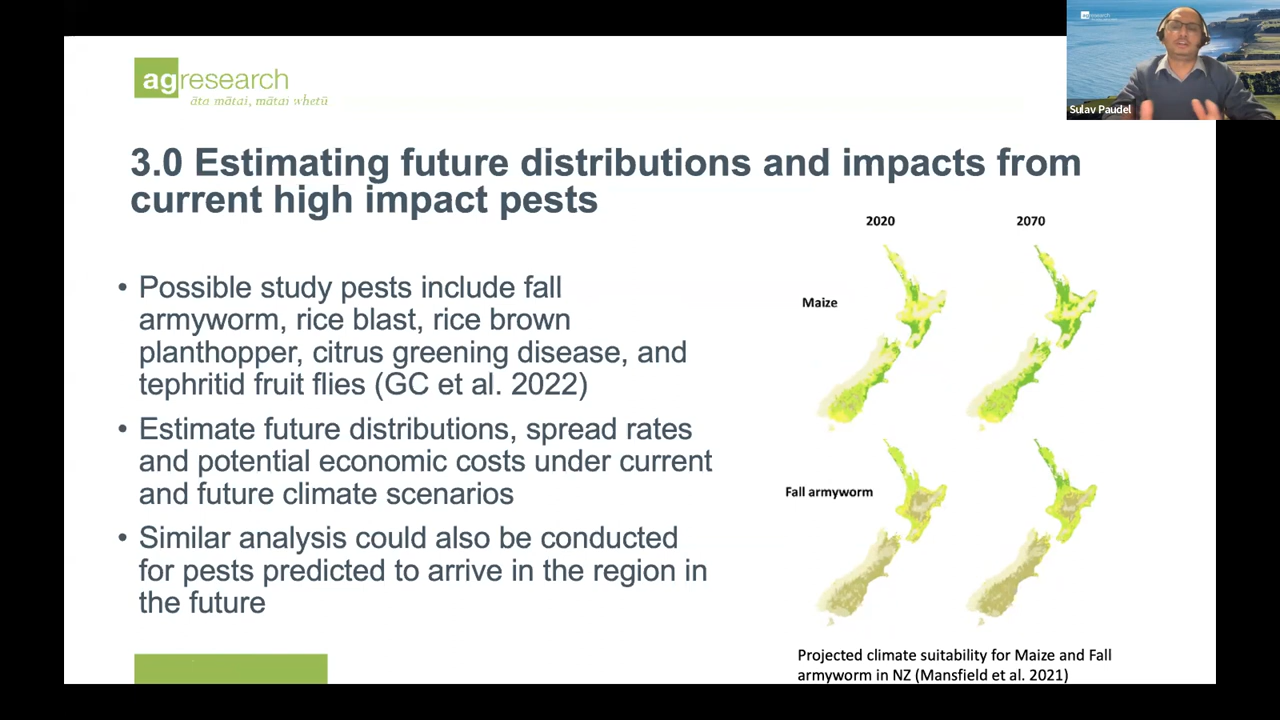 agresearch
āta mātai, mātai whetū
3.0 Estimating future distributions and impacts from
current high impact pests
• Possible study pests include fall
armyworm, rice blast, rice brown
planthopper, citrus greening disease, and
tephritid fruit flies (GC et al. 2022)
• Estimate future distributions, spread rates
and potential economic costs under current
and future climate scenarios
• Similar analysis could also be conducted
for pests predicted to arrive in the region in
the future
2020 2070
Maize
Fall armyworm
Projected climate suitability for Maize and Fall
armyworm in NZ (Mansfield et al. 2021)
agresearch
Sulav Paudel